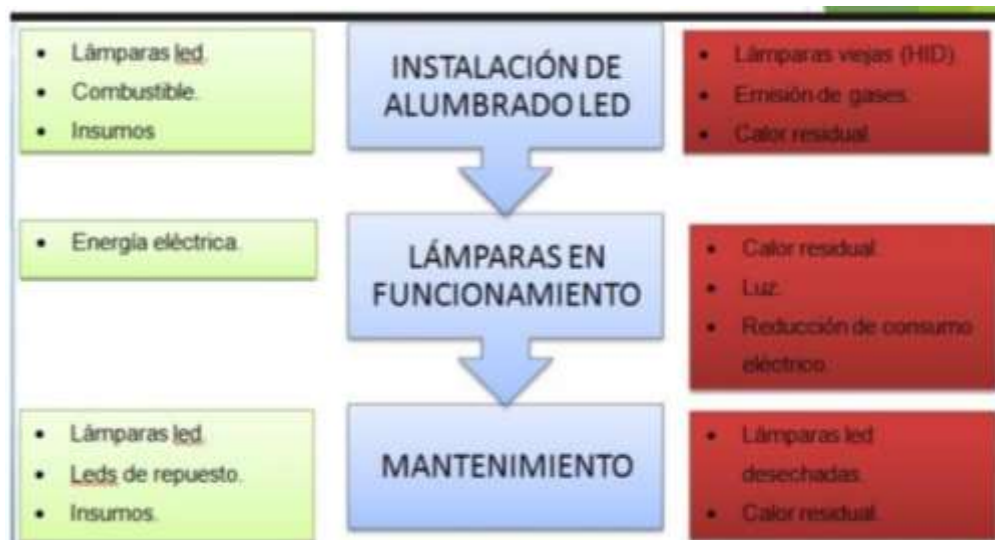 Lámparas led.
Combustible.
Insumos
INSTALACIÓN DE
ALUMBRADO LED
Lámparas viejas (HID).
Emisión de gases.
Calor residual.
Energía eléctrica.
LÁMPARAS EN
FUNCIONAMIENTO
Calor residual.
Luz.
Reducción de consumo
eléctrico.
Lámparas led.
Leds de repuesto.
Insumos.
MANTENIMIENTO
Lámparas led
desechadas.
Calor residual.